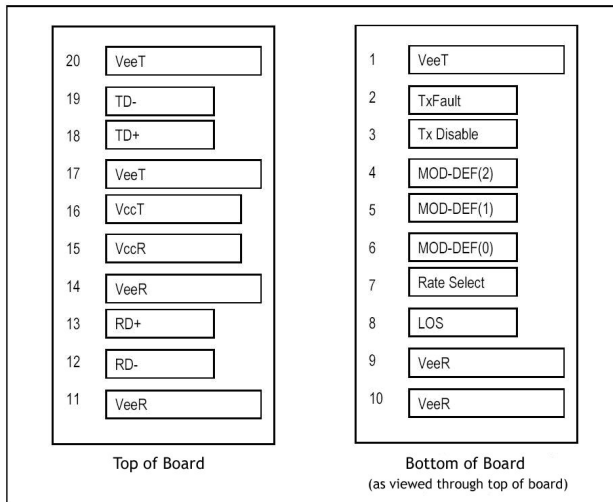 20 VeeT
19 TD-
18 TD+
17 VeeT
16 VccT
15 VccR
14 VeeR
13 RD+
12 RD-
11 VeeR
Top of Board
1 VeeT
2 TxFault
3 Tx Disable
4 MOD-DEF(2)
5 MOD-DEF(1)
6 MOD-DEF(0)
7 Rate Select
8 LOS
9 VeeR
10 VeeR
Bottom of Board
(as viewed through top of board)